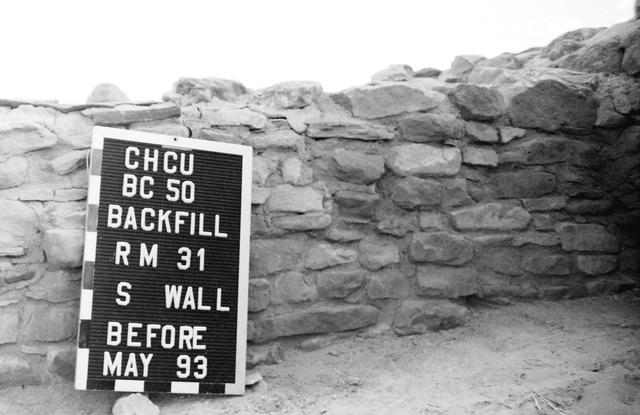 CHCU
BC 50
BACKFILL
RM 31
S WALL
BEFORE
MAY 93